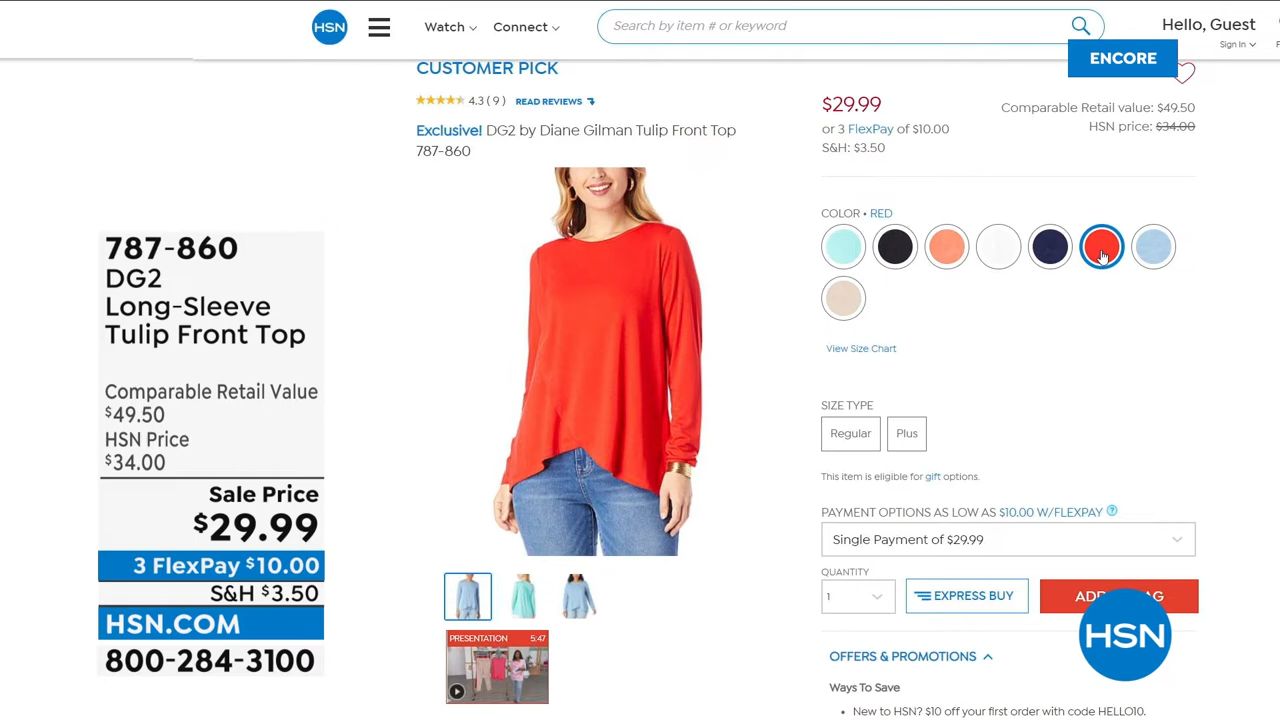 HSN
Watch
Connect
Search by item # or keyword
Hello, Guest
Sign In
ENCORE
CUSTOMER PICK
4.3 ( 9 ) READ REVIEWS
Exclusive! DG2 by Diane Gilman Tulip Front Top
787-860
$29.99
Comparable Retail value: $49.50
or 3 FlexPay of $10.00
HSN price: $34.00
S&H: $3.50
COLOR • RED
View Size Chart
SIZE TYPE
Regular
Plus
This item is eligible for gift options.
PAYMENT OPTIONS AS LOW AS $10.00 W/FLEXPAY ?
Single Payment of $29.99
QUANTITY
1
EXPRESS BUY
HSN
OFFERS & PROMOTIONS
Ways To Save
• New to HSN? $10 off your first order with code HELLO10.
PRESENTATION 5:47
787-860
DG2
Long-Sleeve
Tulip Front Top
Comparable Retail Value
$49.50
HSN Price
$34.00
Sale Price
$29.99
3 FlexPay $10.00
S&H $3.50
HSN.COM
800-284-3100